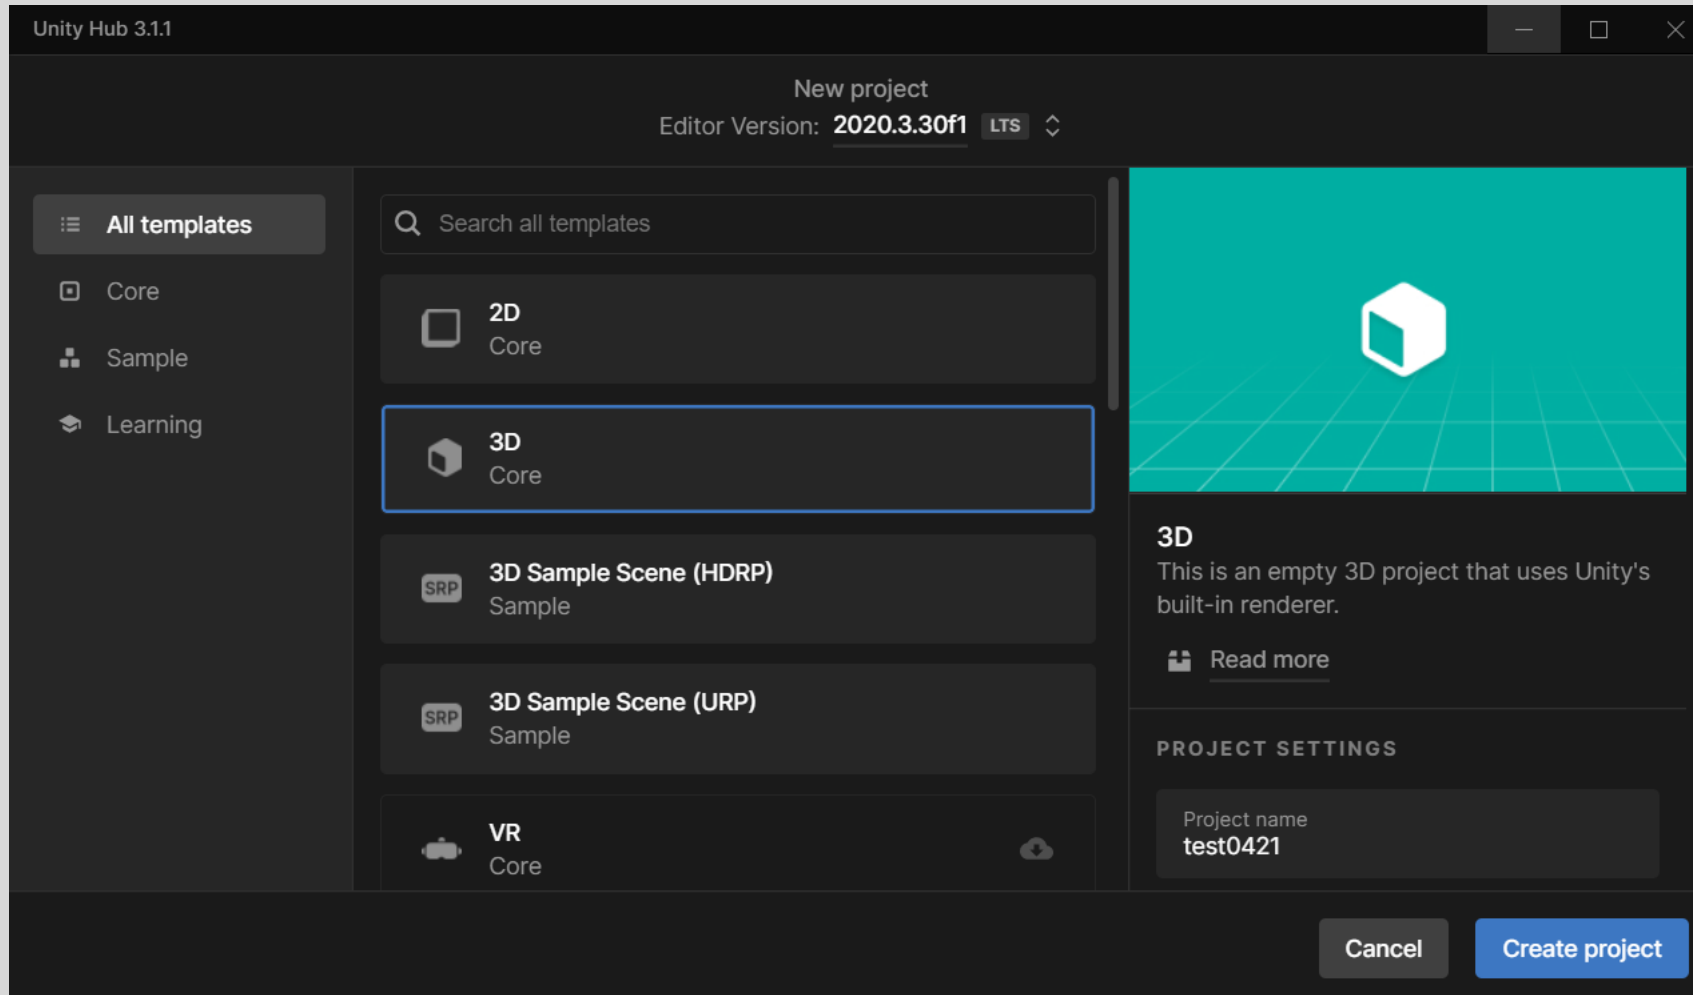 Unity Hub 3.1.1
New project
Editor Version: 2020.3.30f1 LTS
All templates
Core
Sample
Learning
Search all templates
2D
Core
3D
Core
SRP
3D Sample Scene (HDRP)
Sample
SRP
3D Sample Scene (URP)
Sample
VR
Core
3D
This is an empty 3D project that uses Unity's
built-in renderer.
Read more
PROJECT SETTINGS
Project name
test0421
Cancel
Create project